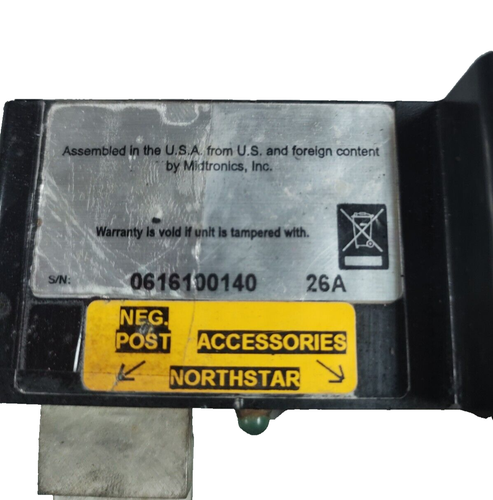 Assembled in the U.S.A. from U.S. and foreign content
by Midtronics, Inc.
Warranty is void if unit is tampered with.
S/N: 0616100140 26A
NEG.
POST ACCESSORIES
NORTHSTAR